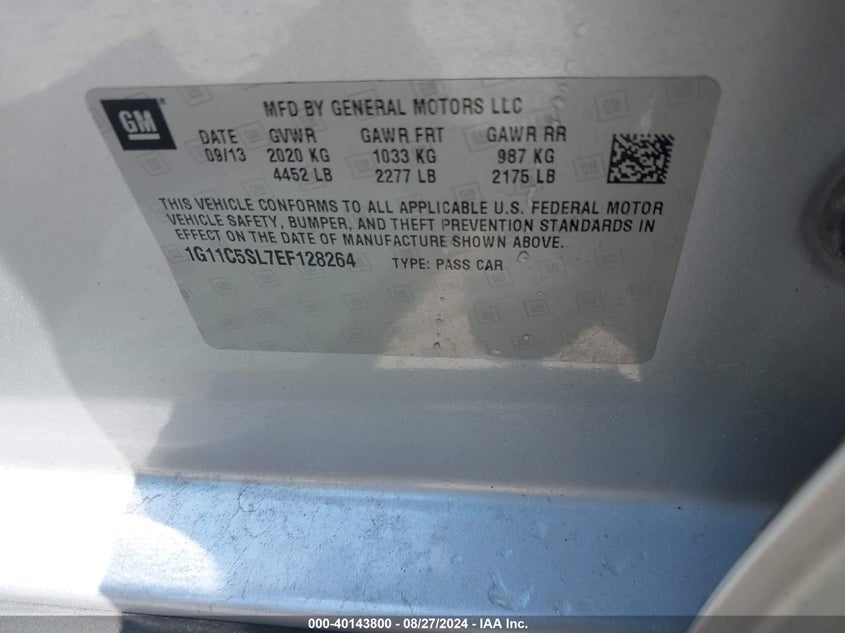 GM®
MFD BY GENERAL MOTORS LLC
DATE GVWR GAWR FRT GAWR RR
09/13 2020 KG 1033 KG 987 KG
4452 LB 2277 LB 2175 LB
THIS VEHICLE CONFORMS TO ALL APPLICABLE U.S. FEDERAL MOTOR
VEHICLE SAFETY, BUMPER, AND THEFT PREVENTION STANDARDS IN
EFFECT ON THE DATE OF MANUFACTURE SHOWN ABOVE.
1G11C5SL7EF128264 TYPE: PASS CAR
000-40143800 - 08/27/2024 - IAA Inc.